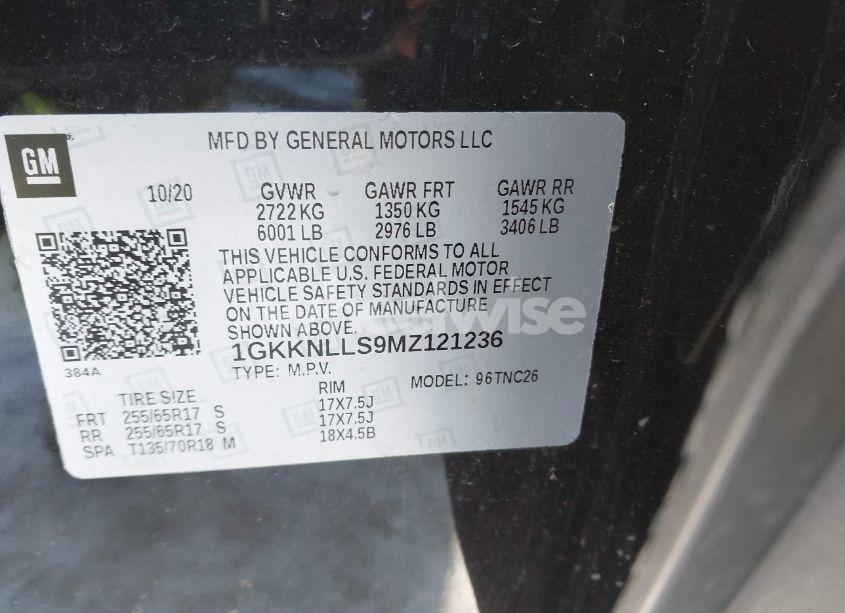 MFD BY GENERAL MOTORS LLC
GM
10/20 GVWR GAWR FRT GAWR RR
2722 KG 1350 KG 1545 KG
6001 LB 2976 LB 3406 LB
THIS VEHICLE CONFORMS TO ALL
APPLICABLE U.S. FEDERAL MOTOR
VEHICLE SAFETY STANDARDS IN EFFECT
ON THE DATE OF MANUFACTURE
SHOWN ABOVE.
1GKKNLLS9MZ121236
384A
TYPE: M.P.V. MODEL: 96TNC26
TIRE SIZE RIM
FRT 255/65R17 S 17X7.5J
RR 255/65R17 S 17X7.5J
SPA T135/70R18 M 18X4.5B